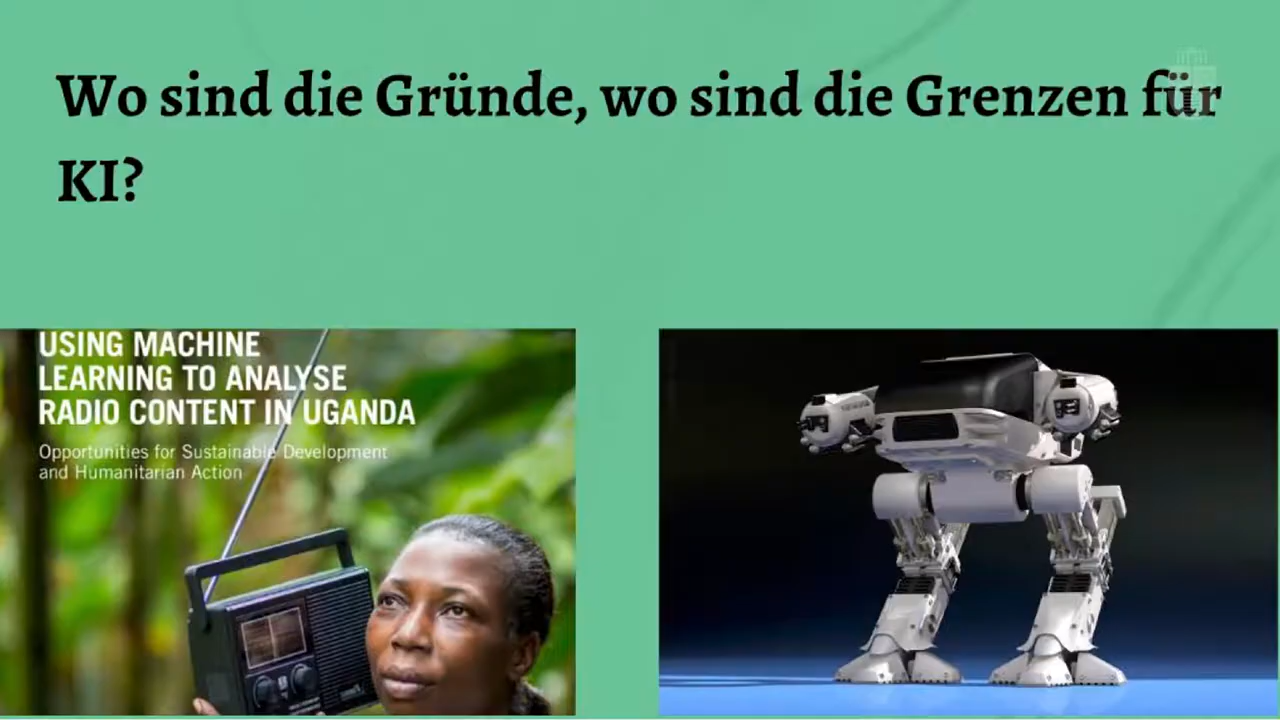 Wo sind die Gründe, wo sind die Grenzen für
KI?
USING MACHINE
LEARNING TO ANALYSE
RADIO CONTENT IN UGANDA
Opportunities for Sustainable Development
and Humanitarian Action